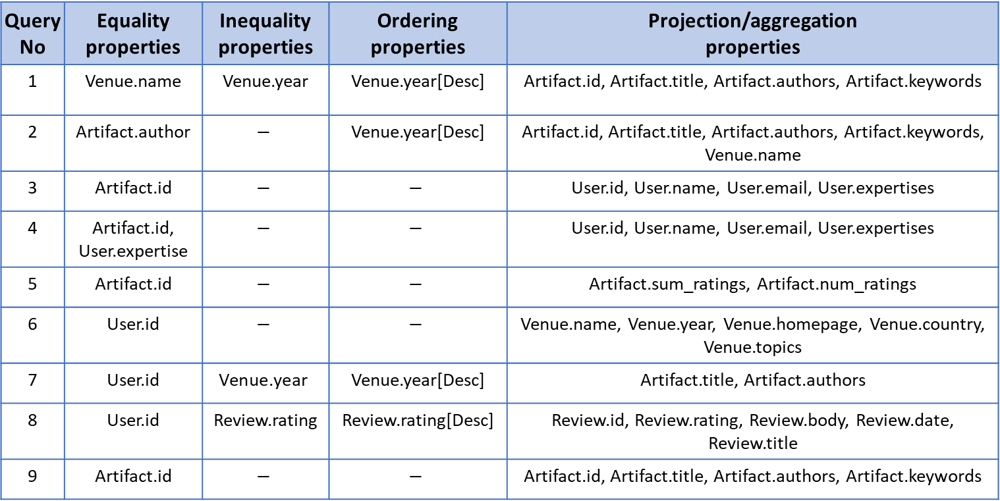 Query No | Equality properties | Inequality properties | Ordering properties | Projection/aggregation properties
1 | Venue.name | Venue.year | Venue.year[Desc] | Artifact.id, Artifact.title, Artifact.authors, Artifact.keywords
2 | Artifact.author | – | Venue.year[Desc] | Artifact.id, Artifact.title, Artifact.authors, Artifact.keywords, Venue.name
3 | Artifact.id | – | – | User.id, User.name, User.email, User.expertises
4 | Artifact.id, User.expertise | – | – | User.id, User.name, User.email, User.expertises
5 | Artifact.id | – | – | Artifact.sum_ratings, Artifact.num_ratings
6 | User.id | – | – | Venue.name, Venue.year, Venue.homepage, Venue.country, Venue.topics
7 | User.id | Venue.year | Venue.year[Desc] | Artifact.title, Artifact.authors
8 | User.id | Review.rating | Review.rating[Desc] | Review.id, Review.rating, Review.body, Review.date, Review.title
9 | Artifact.id | – | – | Artifact.id, Artifact.title, Artifact.authors, Artifact.keywords